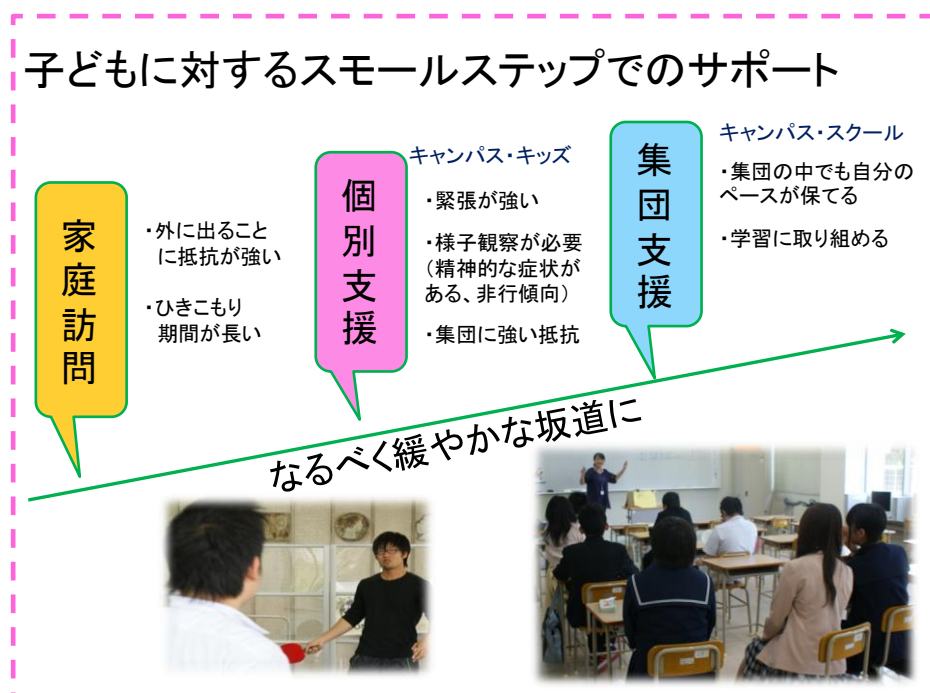 子どもに対するスモールステップでのサポート
家庭訪問
・外に出ること
に抵抗が強い
・ひきこもり
期間が長い
個別支援
キャンパス・キッズ
・緊張が強い
・様子観察が必要
（精神的な症状が
ある、非行傾向）
・集団に強い抵抗
集団支援
キャンパス・スクール
・集団の中でも自分の
ペースが保てる
・学習に取り組める
なるべく緩やかな坂道に